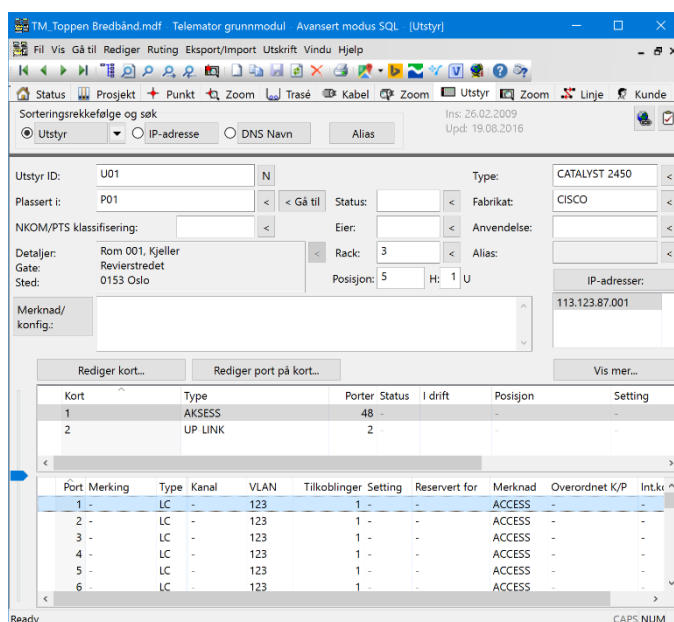 TM_Toppen Bredbånd.mdf - Telemator grunnmodul - Avansert modus SQL - [Utstyr]
Fil Vis Gå til Rediger Ruting Eksport/Import Utskrift Vindu Hjelp
Status Prosjekt Punkt Zoom Trasé Kabel Zoom Utstyr Zoom Linje Kunde
Sorteringsrekkefølge og søk
Utstyr IP-adresse DNS Navn Alias
Ins: 26.02.2009
Upd: 19.08.2016
Utstyr ID: U01 N Type: CATALYST 2450 <
Plassert i: P01 < < Gå til Status: < Fabrikat: CISCO <
NKOM/PTS klassifisering: < Eier: < Anvendelse: <
Detaljer: Rom 001, Kjeller < Rack: 3 < Alias: <
Gate: Revierstredet
Sted: 0153 Oslo Posisjon: 5 H: 1 U IP-adresser:
Merknad/
konfig.:
113.123.87.001
Rediger kort... Rediger port på kort... Vis mer...
Kort Type Porter Status I drift Posisjon Setting
1 AKSESS 48 - - -
2 UP LINK 2 - - -
Port Merking Type Kanal VLAN Tilkoblinger Setting Reservert for Merknad Overordnet K/P Int.k
1 - LC - 123 1 - - ACCESS - -
2 - LC - 123 1 - - ACCESS - -
3 - LC - 123 1 - - ACCESS - -
4 - LC - 123 1 - - ACCESS - -
5 - LC - 123 1 - - ACCESS - -
6 - LC - 123 1 - - ACCESS - -
Ready CAPS NUM